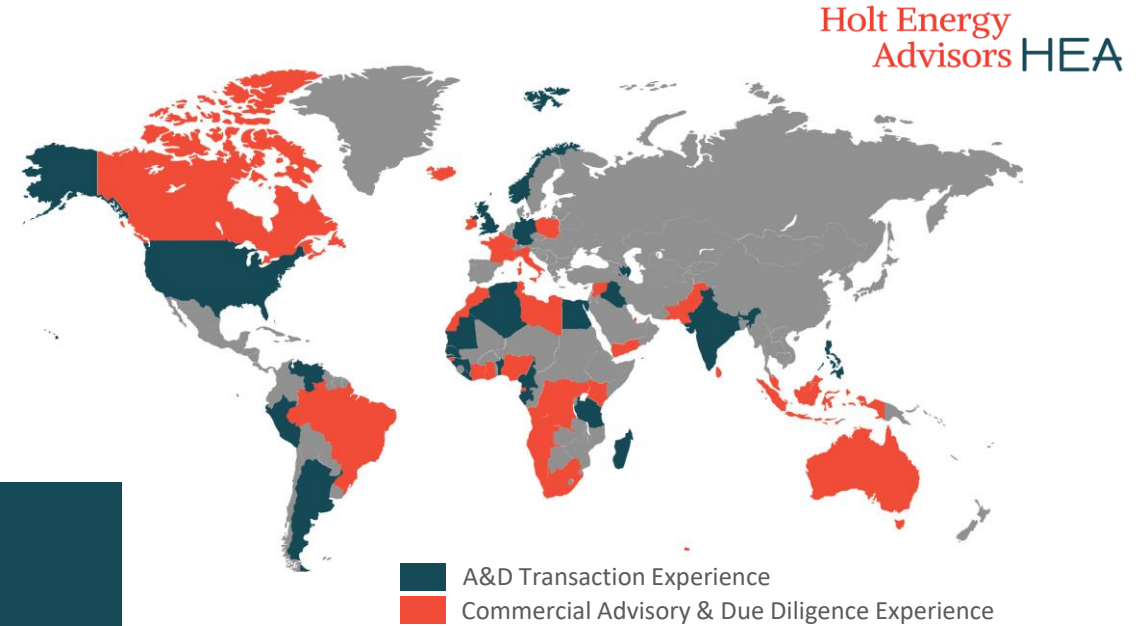 Holt Energy
Advisors HEA
A&D Transaction Experience
Commercial Advisory & Due Diligence Experience